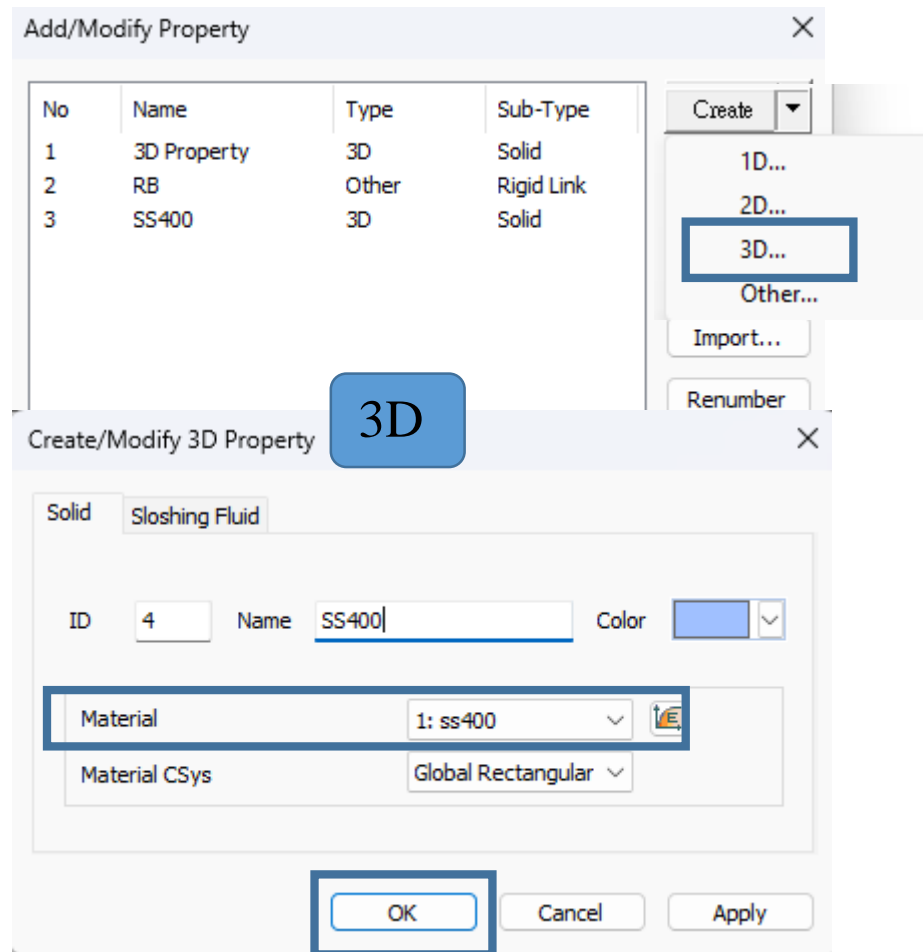 Add/Modify Property
No Name Type Sub-Type
Create
1 3D Property 3D Solid
2 RB Other Rigid Link
3 SS400 3D Solid
1D...
2D...
3D...
Other...
Import...
Renumber
3D
Create/Modify 3D Property
Solid Sloshing Fluid
ID 4 Name SS400 Color
Material 1: ss400
Material CSys Global Rectangular
OK Cancel Apply